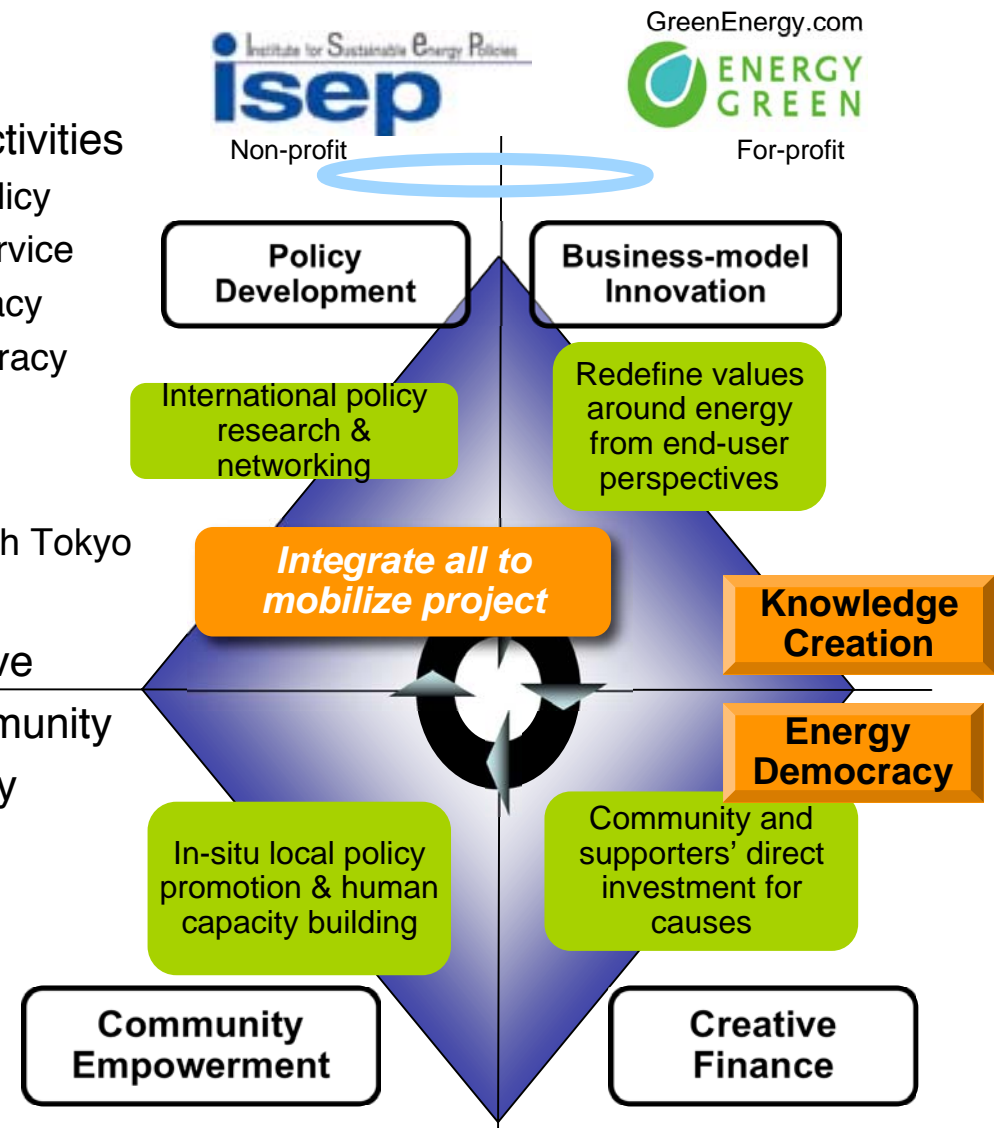 Institute for Sustainable Energy Policies
isep
Non-profit
GreenEnergy.com
ENERGY
GREEN
For-profit
ctivities
licy
rvice
acy
racy
h Tokyo
ve
munity
y
Policy
Development
Business-model
Innovation
International policy
research &
networking
Redefine values
around energy
from end-user
perspectives
Integrate all to
mobilize project
Knowledge
Creation
Energy
Democracy
In-situ local policy
promotion & human
capacity building
Community and
supporters’ direct
investment for
causes
Community
Empowerment
Creative
Finance